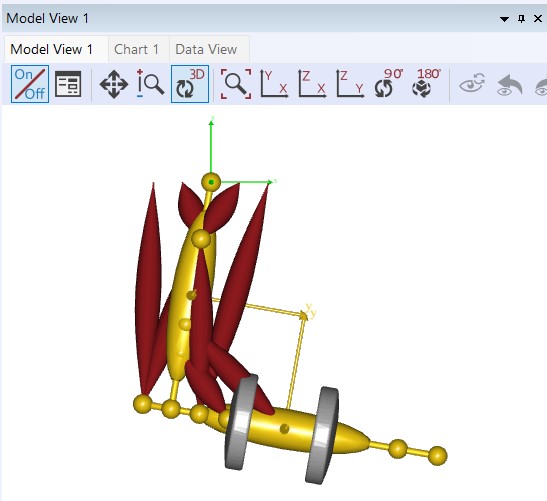 Model View 1
Model View 1 Chart 1 Data View
On Off 3D Y X Z X Z Y 90° 180°
y